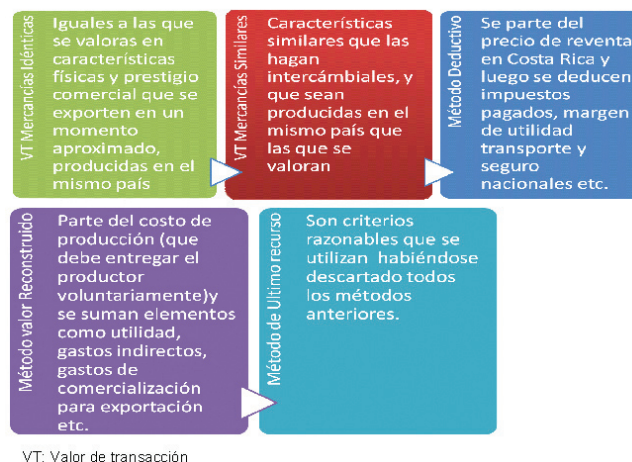 VT Mercancías Idénticas
Iguales a las que
se valoras en
características
físicas y prestigio
comercial que se
exporten en un
momento
aproximado,
producidas en el
mismo país
VT Mercancías Similares
Características
similares que las
hagan
intercámbiales, y
que sean
producidas en el
mismo país que
las que se
valoran
Método Deductivo
Se parte del
precio de reventa
en Costa Rica y
luego se deducen
impuestos
pagados, margen
de utilidad
transporte y
seguro
nacionales etc.
Método valor Reconstruido
Parte del costo de
producción (que
debe entregar el
productor
voluntariamente)y
se suman elementos
como utilidad,
gastos indirectos,
gastos de
comercialización
para exportación
etc.
Método de Ultimo recurso
Son criterios
razonables que se
utilizan habiéndose
descartado todos
los métodos
anteriores.
VT: Valor de transacción